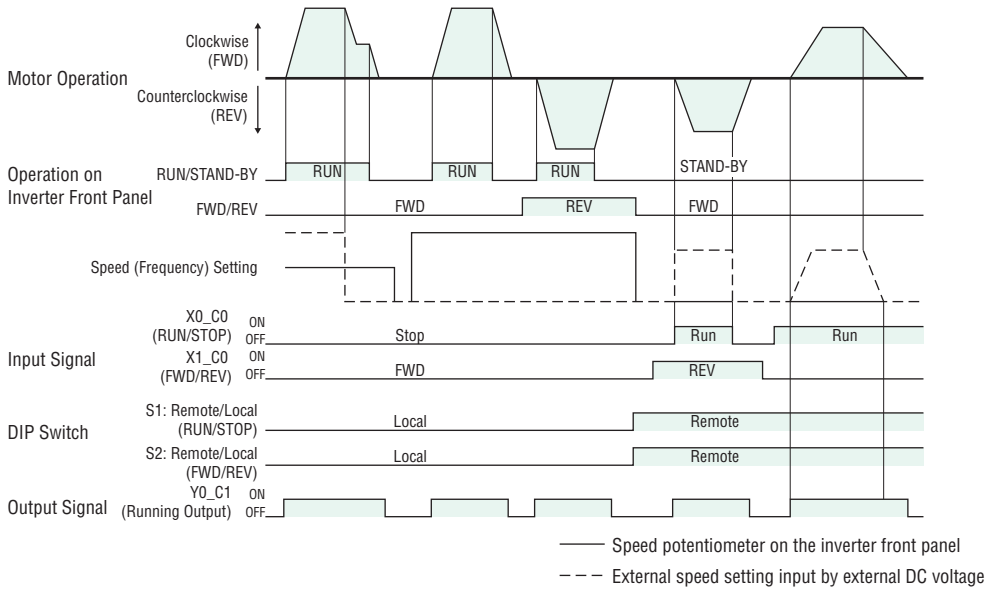 Clockwise
(FWD)
Motor Operation
Counterclockwise
(REV)
Operation on
Inverter Front Panel
RUN/STAND-BY
RUN
RUN
RUN
STAND-BY
FWD/REV
FWD
REV
FWD
Speed (Frequency) Setting
Input Signal
X0_C0
(RUN/STOP)
ON
OFF
Stop
Run
Run
X1_C0
(FWD/REV)
ON
OFF
FWD
REV
DIP Switch
S1: Remote/Local
(RUN/STOP)
Local
Remote
S2: Remote/Local
(FWD/REV)
Local
Remote
Output Signal
Y0_C1
(Running Output)
ON
OFF
Speed potentiometer on the inverter front panel
External speed setting input by external DC voltage